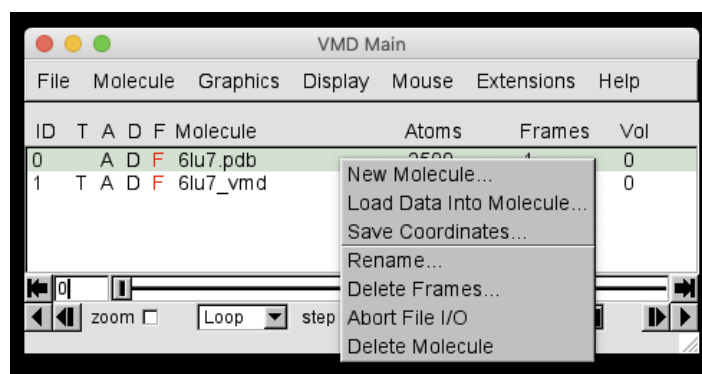 VMD Main
File Molecule Graphics Display Mouse Extensions Help
ID T A D F Molecule Atoms Frames Vol
0 A D F 6lu7.pdb 0
1 T A D F 6lu7_vmd 0
New Molecule...
Load Data Into Molecule...
Save Coordinates...
Rename...
Delete Frames...
Abort File I/O
Delete Molecule
0
zoom Loop step